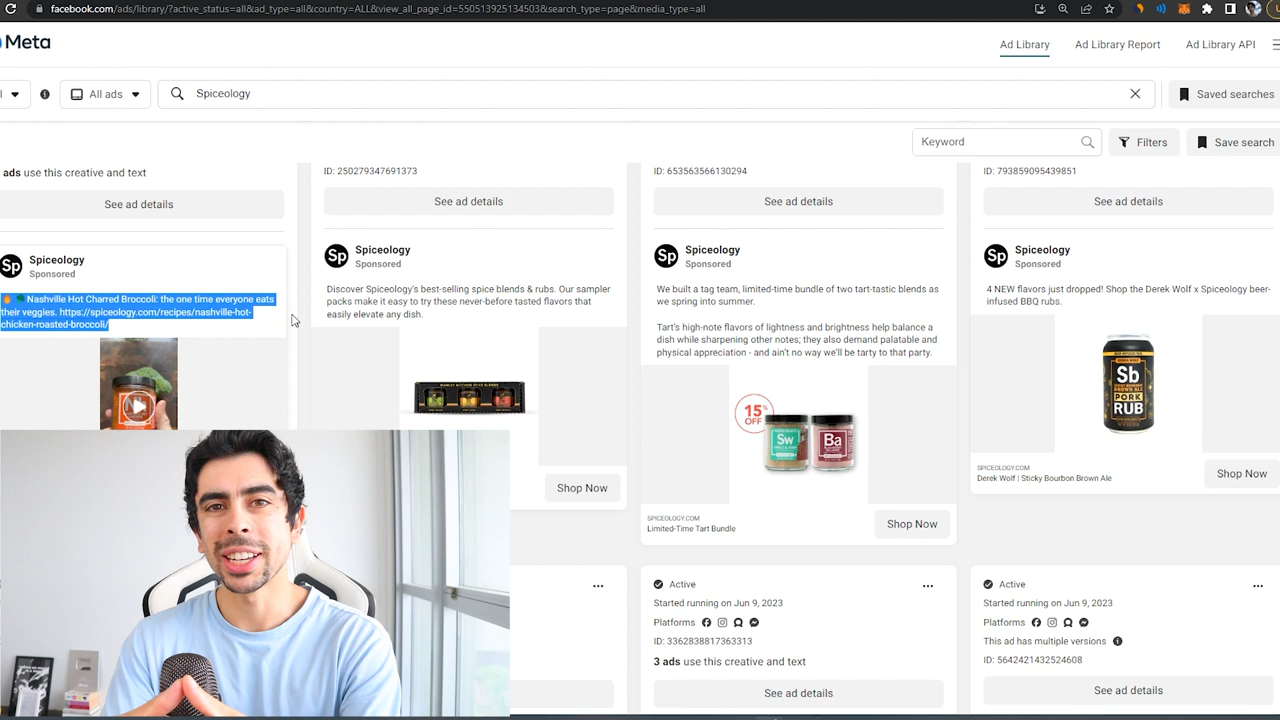 facebook.com/ads/library/?active_status=all&ad_type=all&country=ALL&view_all_page_id=550513925134503&search_type=page&media_type=all
Meta
Ad Library
Ad Library Report
Ad Library API
All ads
Spiceology
Saved searches
Keyword
Filters
Save search
ads use this creative and text
See ad details
Spiceology
Sponsored
Nashville Hot Charred Broccoli: the one time everyone eats
their veggies. https://spiceology.com/recipes/nashville-hot-
chicken-roasted-broccoli/
ID: 250279347691373
See ad details
Sp
Spiceology
Sponsored
Discover Spiceology's best-selling spice blends & rubs. Our sampler
packs make it easy to try these never-before tasted flavors that
easily elevate any dish.
Shop Now
ID: 653563566130294
See ad details
Sp
Spiceology
Sponsored
We built a tag team, limited-time bundle of two tart-tastic blends as
we spring into summer.
Tart's high-note flavors of lightness and brightness help balance a
dish while sharpening other notes; they also demand palatable and
physical appreciation - and ain't no way we'll be tarty to that party.
15%
OFF
Sw
Ba
SPICEOLOGY.COM
Limited-Time Tart Bundle
Shop Now
ID: 793859095439851
See ad details
Sp
Spiceology
Sponsored
4 NEW flavors just dropped! Shop the Derek Wolf x Spiceology beer-
infused BBQ rubs.
Sb
PORK
RUB
SPICEOLOGY.COM
Derek Wolf | Sticky Bourbon Brown Ale
Shop Now
Active
Started running on Jun 9, 2023
Platforms
ID: 3362838817363313
3 ads use this creative and text
See ad details
Active
Started running on Jun 9, 2023
Platforms
This ad has multiple versions
ID: 5642421432524608
See ad details